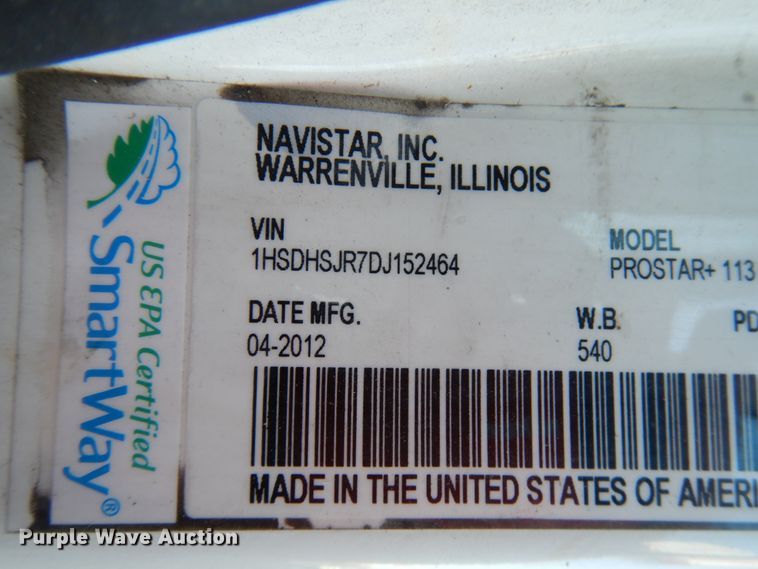 NAVISTAR, INC.
WARRENVILLE, ILLINOIS
VIN
1HSDHSJR7DJ152464
MODEL
PROSTAR+ 113
DATE MFG.
04-2012
W.B.
540
PD
MADE IN THE UNITED STATES OF AMERI
US EPA Certified
SmartWay®
Purple Wave Auction